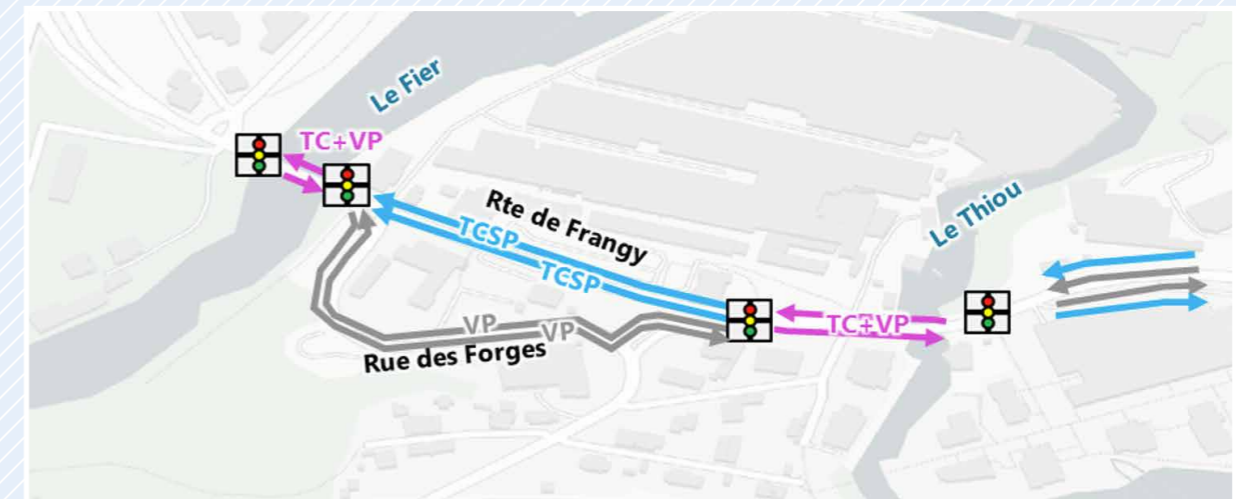 Le Fier
TC+VP
Rte de Frangy
TCSP
TCSP
Le Thiou
TC+VP
VP
VP
Rue des Forges